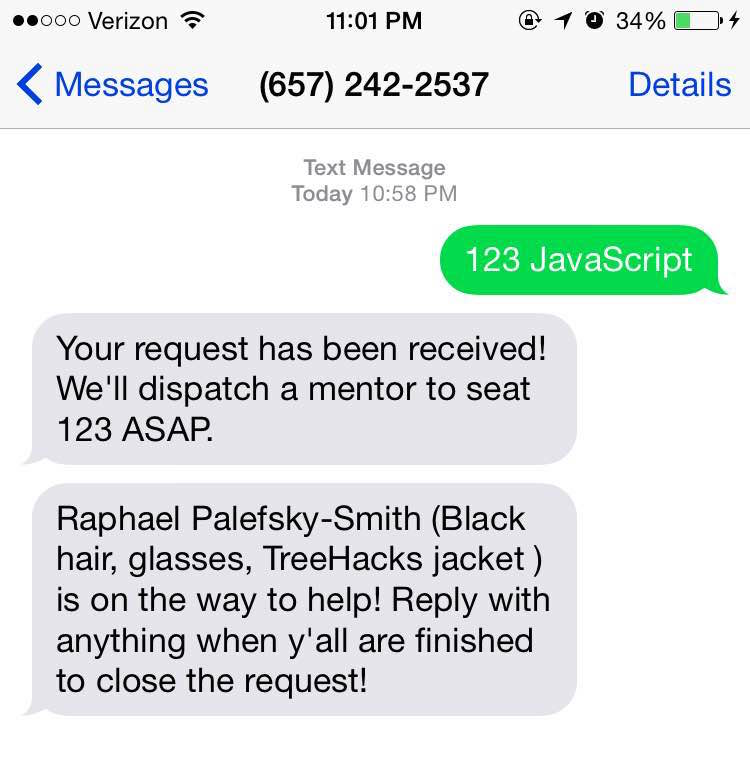 Verizon 11:01 PM 34%
Messages (657) 242-2537 Details
Text Message
Today 10:58 PM
123 JavaScript
Your request has been received!
We'll dispatch a mentor to seat
123 ASAP.
Raphael Palefsky-Smith (Black
hair, glasses, TreeHacks jacket )
is on the way to help! Reply with
anything when y'all are finished
to close the request!